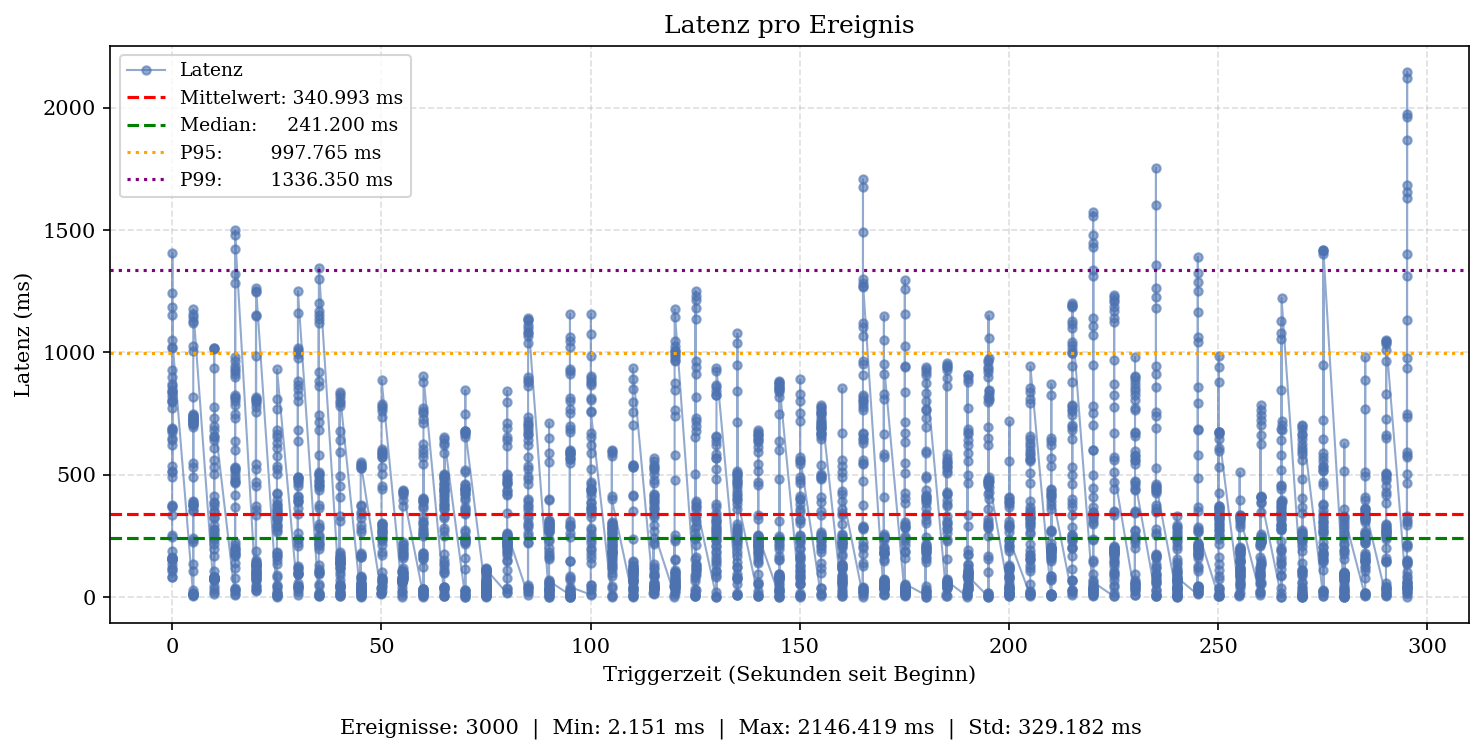 Latenz pro Ereignis
Latenz
Mittelwert: 340.993 ms
Median: 241.200 ms
P95: 997.765 ms
P99: 1336.350 ms
Latenz (ms)
2000
1500
1000
500
0
0 50 100 150 200 250 300
Triggerzeit (Sekunden seit Beginn)
Ereignisse: 3000 | Min: 2.151 ms | Max: 2146.419 ms | Std: 329.182 ms